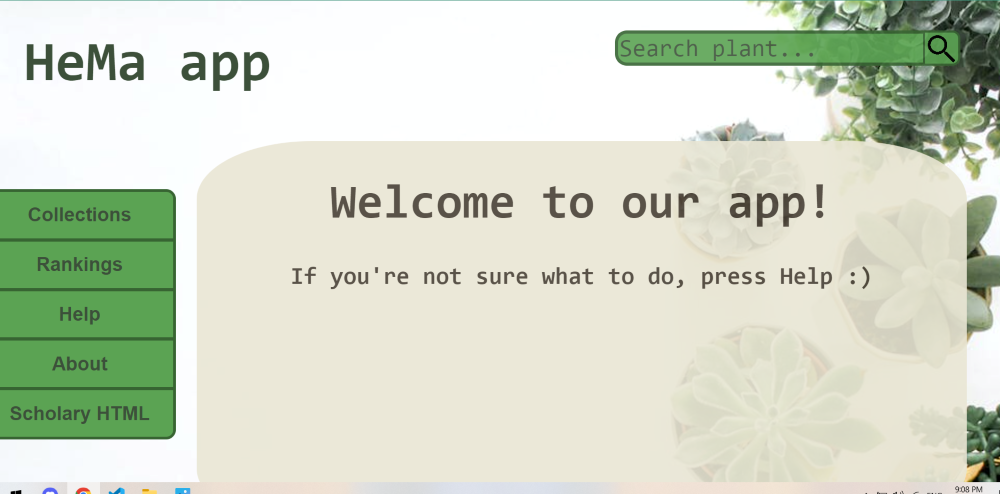 HeMa app
Search plant...
Collections
Rankings
Help
About
Scholary HTML
Welcome to our app!
If you're not sure what to do, press Help :)
9:08 PM